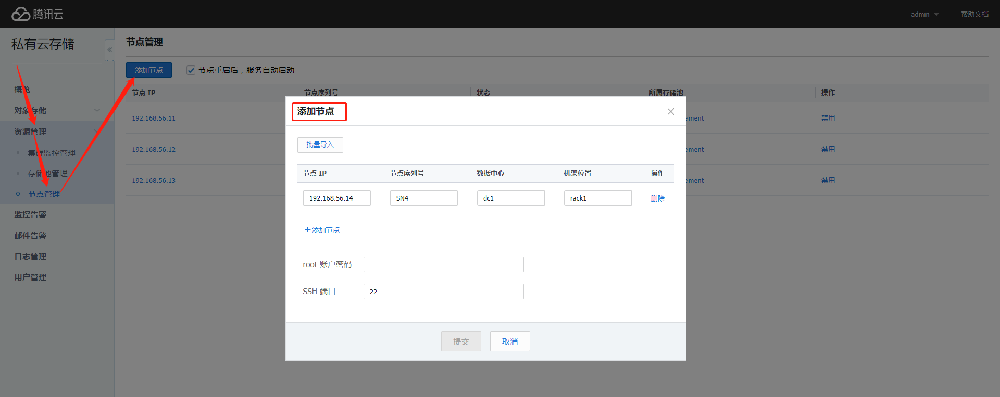 腾讯云
admin
帮助文档
私有云存储
概览
对象存储
资源管理
集群监控管理
存储池管理
节点管理
监控告警
邮件告警
日志管理
用户管理
节点管理
添加节点
节点重启后，服务自动启动
节点 IP 节点序列号 状态 所属存储池 操作
192.168.56.11 ement 禁用
192.168.56.12 ement 禁用
192.168.56.13 ement 禁用
添加节点
批量导入
节点 IP 节点序列号 数据中心 机架位置 操作
192.168.56.14 SN4 dc1 rack1 删除
+添加节点
root 账户密码
SSH 端口 22
提交 取消